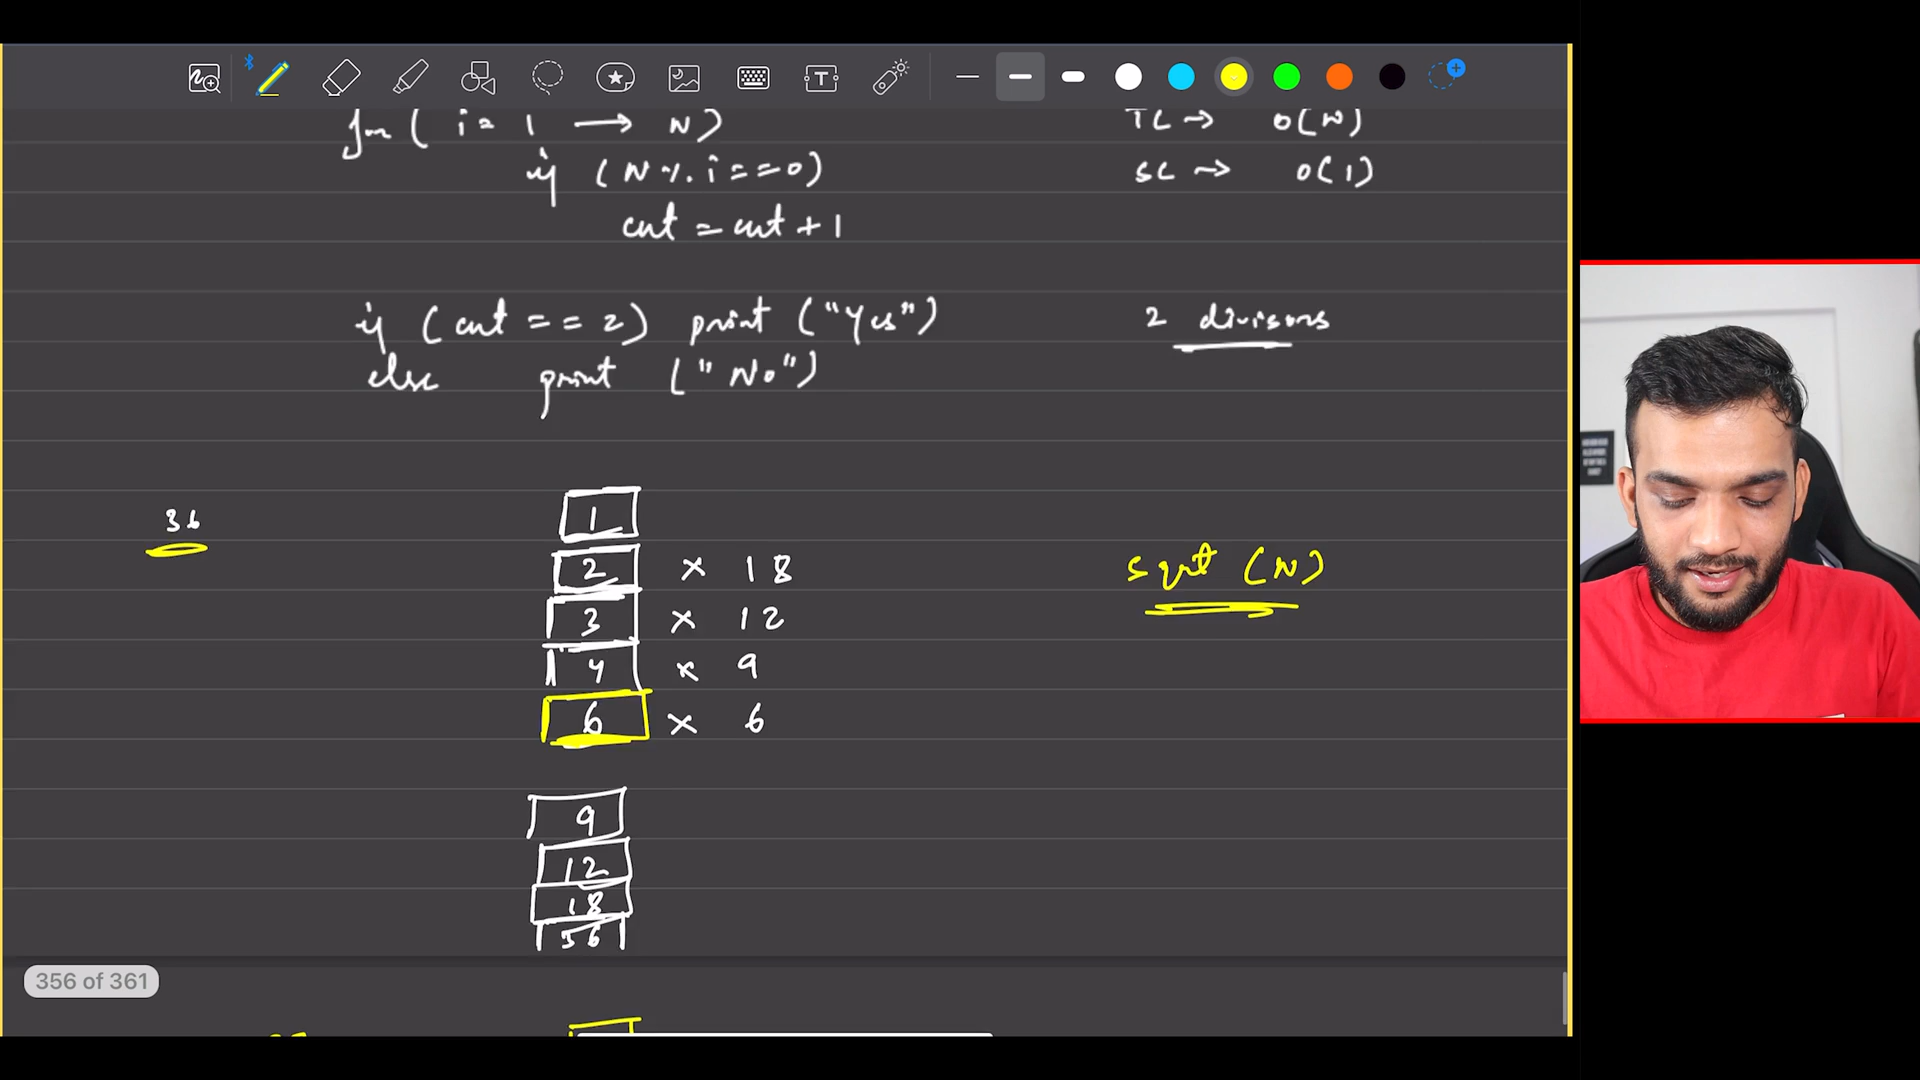 for ( i = 1 → N)
TC → O(N)
if (N % i == 0)
SC → O(1)
cnt = cnt + 1
if (cnt == 2) print ("Yes")
2 divisors
else print ("No")
36
1
2 × 18
sqrt (N)
3 × 12
4 × 9
6 × 6
9
12
18
36
356 of 361